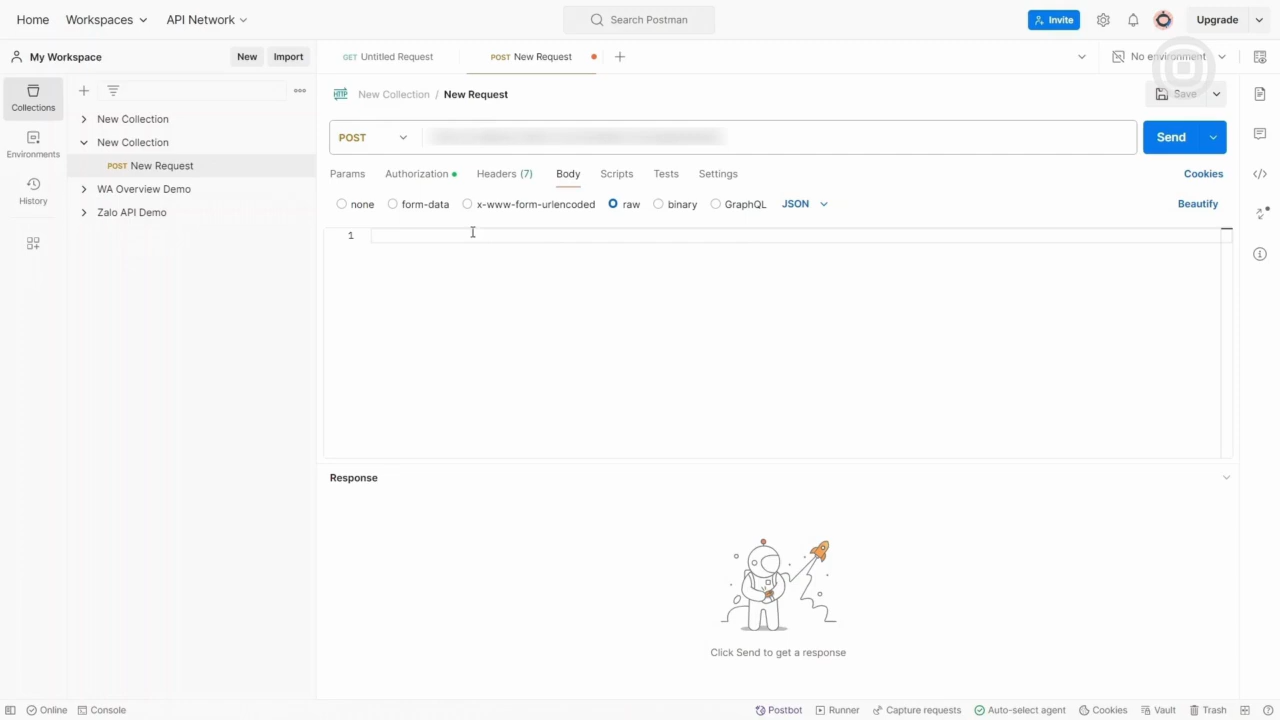 Home Workspaces API Network Search Postman Invite Upgrade
My Workspace New Import GET Untitled Request POST New Request No environment
Collections
Environments
History
New Collection
New Collection
POST New Request
WA Overview Demo
Zalo API Demo
HTTP New Collection / New Request Save
POST Send
Params Authorization Headers (7) Body Scripts Tests Settings Cookies
none form-data x-www-form-urlencoded raw binary GraphQL JSON Beautify
1
Response
Click Send to get a response
Online Console Postbot Runner Capture requests Auto-select agent Cookies Vault Trash